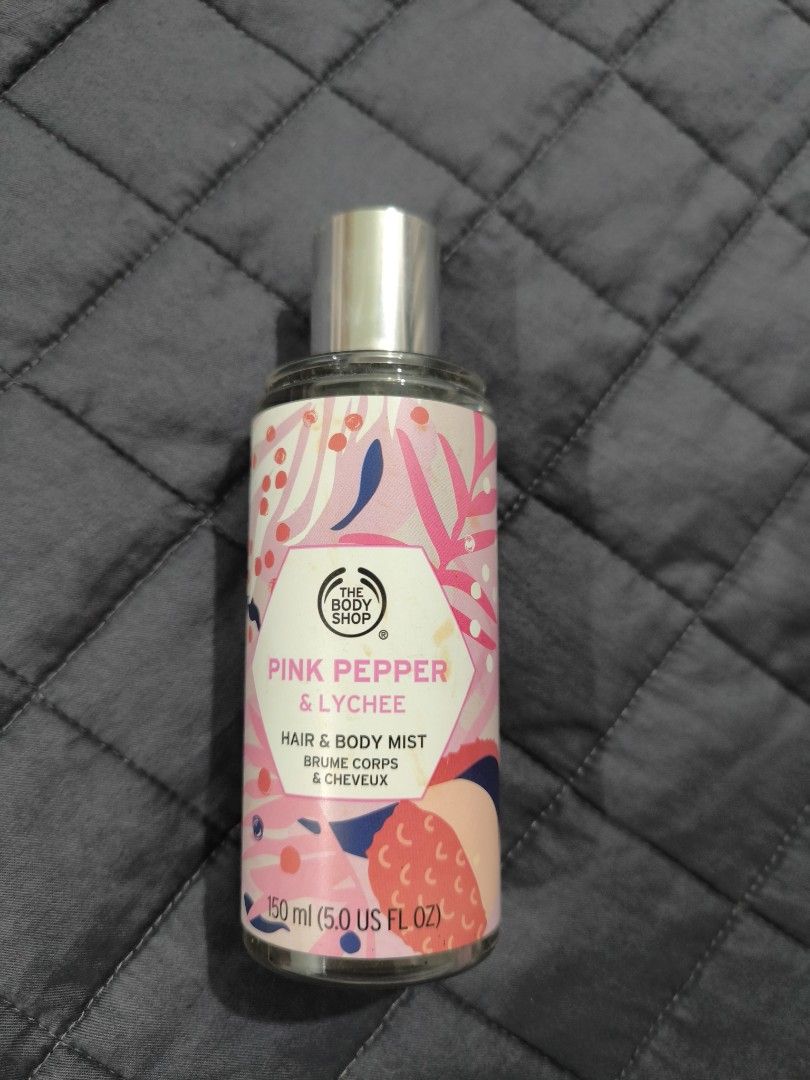 THE
BODY
SHOP
®
PINK PEPPER
& LYCHEE
HAIR & BODY MIST
BRUME CORPS
& CHEVEUX
150 ml (5.0 US FL OZ)